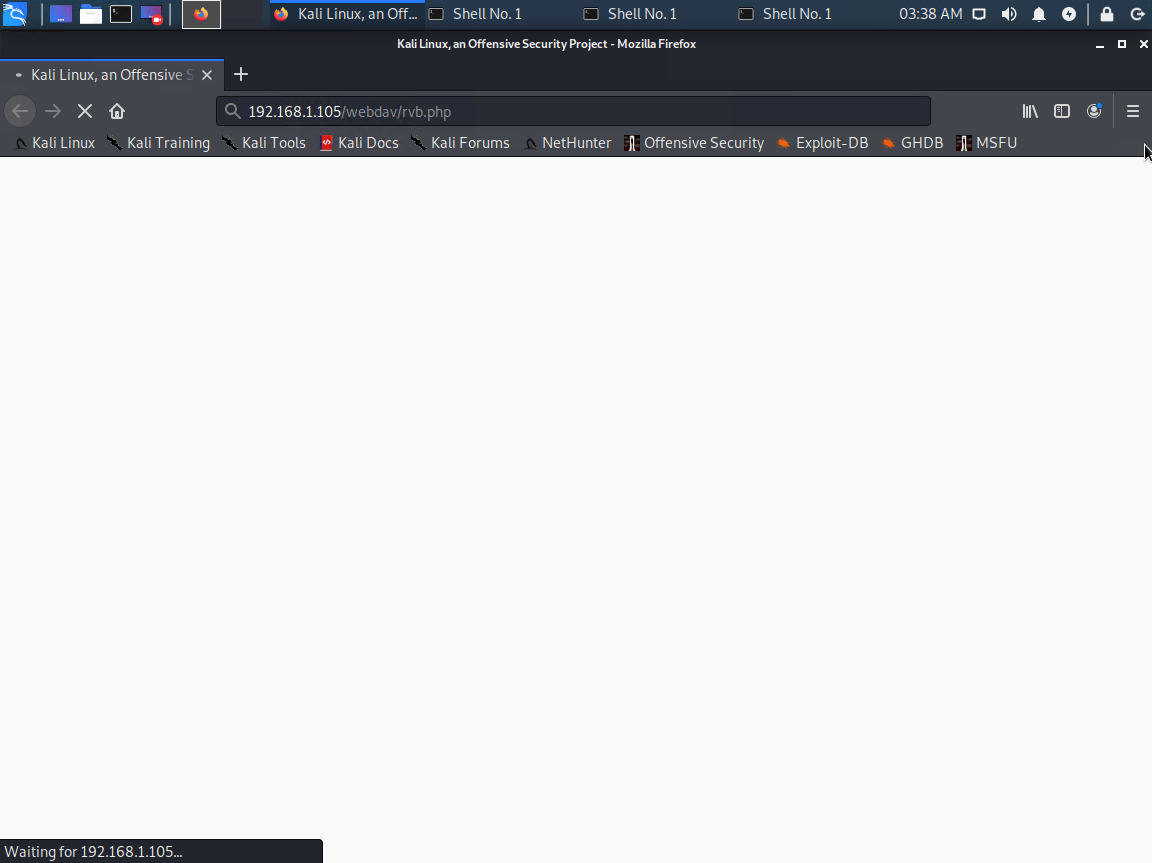 Kali Linux, an Off... Shell No. 1 Shell No. 1 Shell No. 1 03:38 AM
Kali Linux, an Offensive Security Project - Mozilla Firefox
Kali Linux, an Offensive S
192.168.1.105/webdav/rvb.php
Kali Linux Kali Training Kali Tools Kali Docs Kali Forums NetHunter Offensive Security Exploit-DB GHDB MSFU
Waiting for 192.168.1.105...